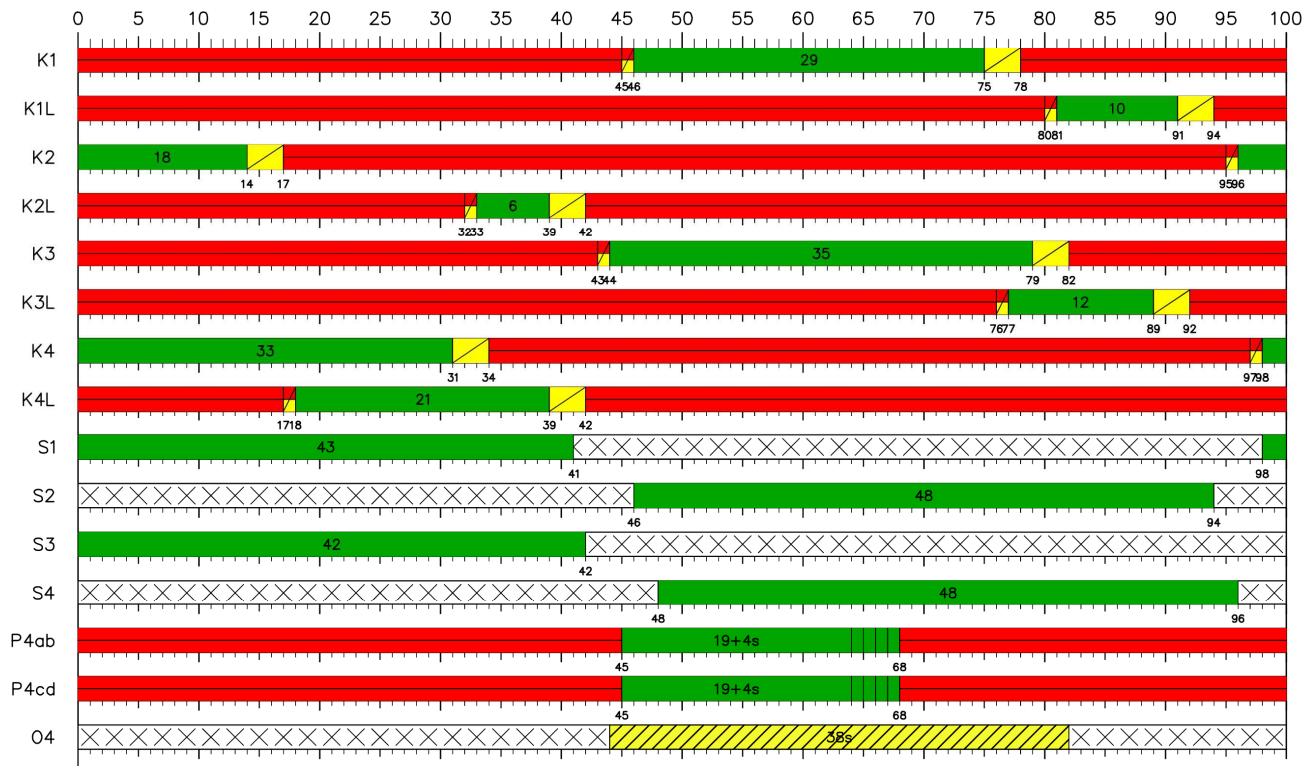 0 5 10 15 20 25 30 35 40 45 50 55 60 65 70 75 80 85 90 95 100
K1 29
45 46 75 78
K1L 10
80 81 91 94
K2 18
14 17 95 96
K2L 6
32 33 39 42
K3 35
43 44 79 82
K3L 12
76 77 89 92
K4 33
31 34 97 98
K4L 21
17 18 39 42
S1 43
41 98
S2 48
46 94
S3 42
42
S4 48
48 96
P4ab 19+4s
45 68
P4cd 19+4s
45 68
O4 38s
44 82